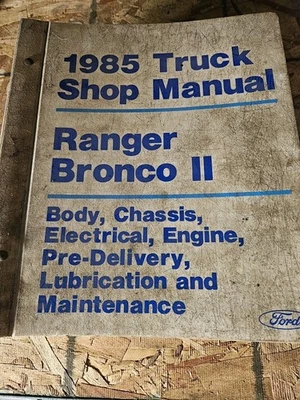 1985 Truck
Shop Manual
Ranger
Bronco II
Body, Chassis,
Electrical, Engine,
Pre-Delivery,
Lubrication and
Maintenance
Ford